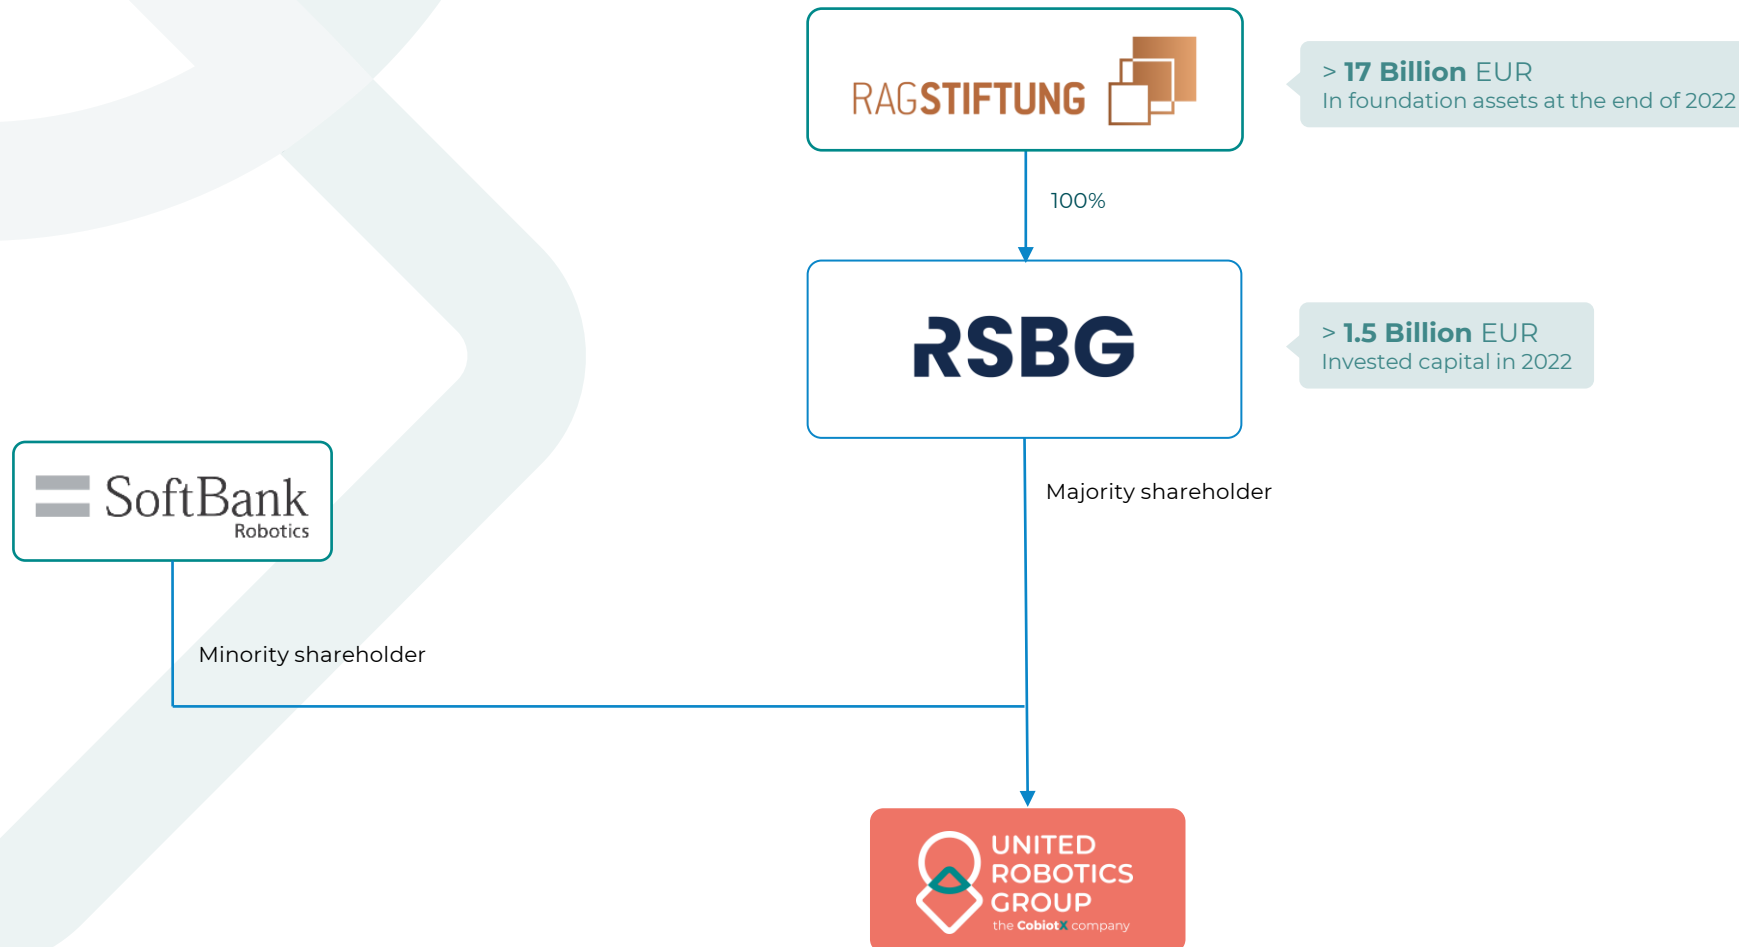 RAGSTIFTUNG
> 17 Billion EUR
In foundation assets at the end of 2022
100%
RSBG
> 1.5 Billion EUR
Invested capital in 2022
SoftBank
Robotics
Majority shareholder
Minority shareholder
UNITED
ROBOTICS
GROUP
the CobiotX company